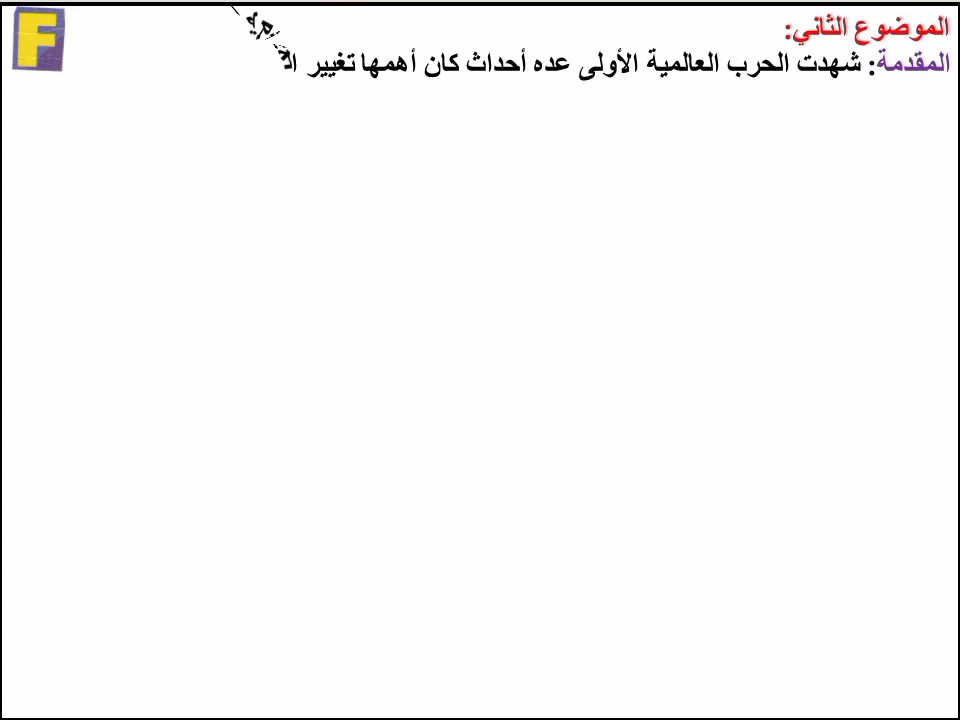 F
الموضوع الثاني:
المقدمة: شهدت الحرب العالمية الأولى عده أحداث كان أهمها تغيير ا